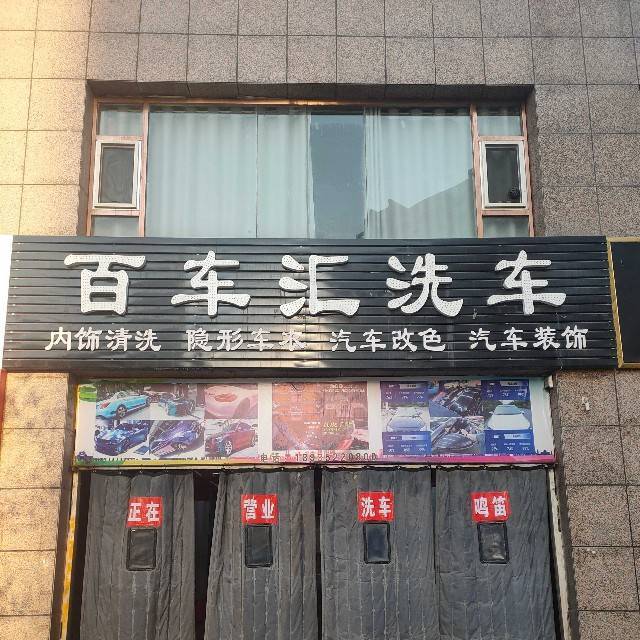 百车汇洗车
内饰清洗 隐形车衣 汽车改色 汽车装饰
正在 营业 洗车 鸣笛